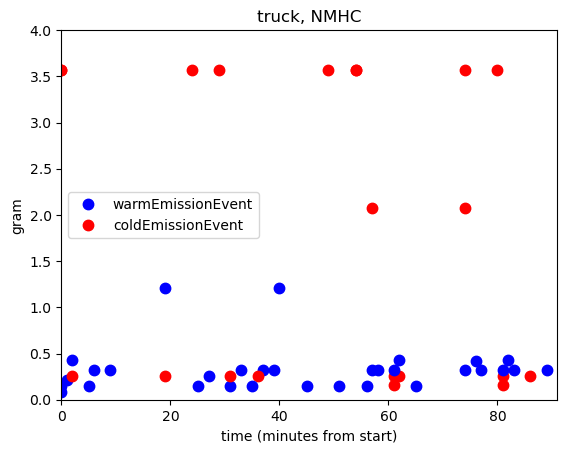 truck, NMHC
4.0
3.5
3.0
2.5
2.0
1.5
1.0
0.5
0.0
gram
warmEmissionEvent
coldEmissionEvent
0 20 40 60 80
time (minutes from start)